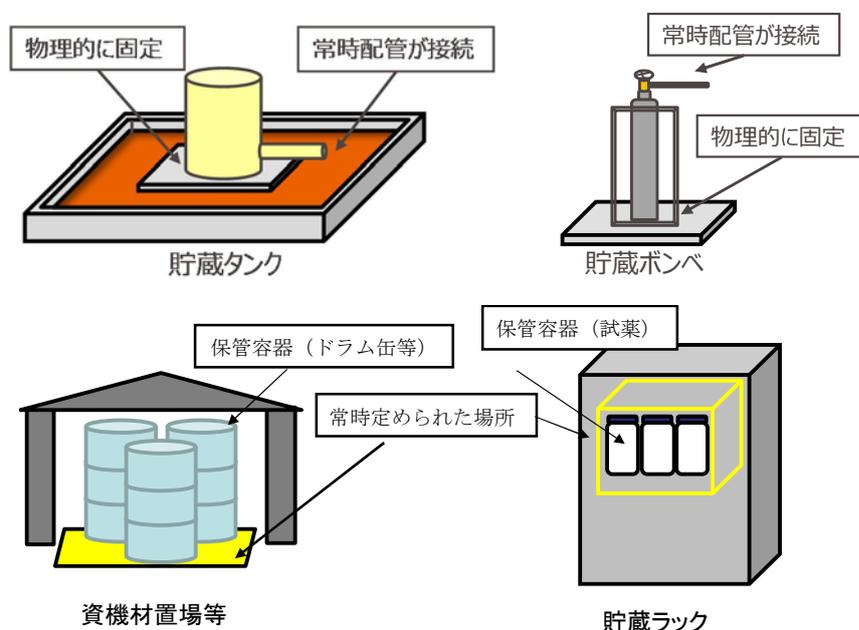 物理的に固定
常時配管が接続
貯蔵タンク
常時配管が接続
物理的に固定
貯蔵ボンベ
保管容器（ドラム缶等）
保管容器（試薬）
常時定められた場所
資機材置場等
貯蔵ラック